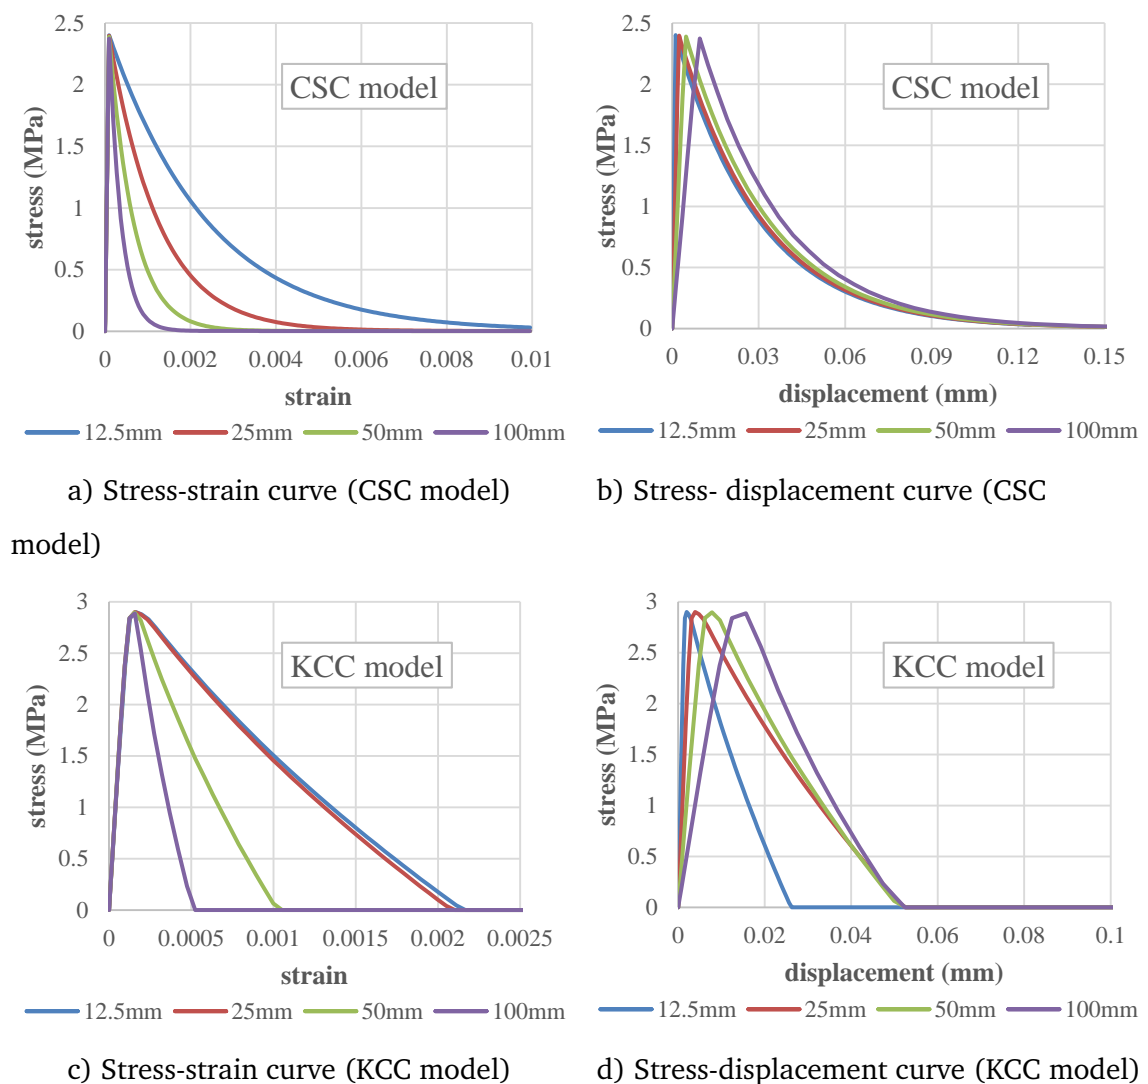 2.5
2
1.5
1
0.5
0
stress (MPa)
CSC model
0 0.002 0.004 0.006 0.008 0.01
strain
12.5mm 25mm 50mm 100mm
2.5
2
1.5
1
0.5
0
stress (MPa)
CSC model
0 0.03 0.06 0.09 0.12 0.15
displacement (mm)
12.5mm 25mm 50mm 100mm
a) Stress-strain curve (CSC model) b) Stress- displacement curve (CSC
model)
3
2.5
2
1.5
1
0.5
0
stress (MPa)
KCC model
0 0.0005 0.001 0.0015 0.002 0.0025
strain
12.5mm 25mm 50mm 100mm
3
2.5
2
1.5
1
0.5
0
stress (MPa)
KCC model
0 0.02 0.04 0.06 0.08 0.1
displacement (mm)
12.5mm 25mm 50mm 100mm
c) Stress-strain curve (KCC model) d) Stress-displacement curve (KCC model)